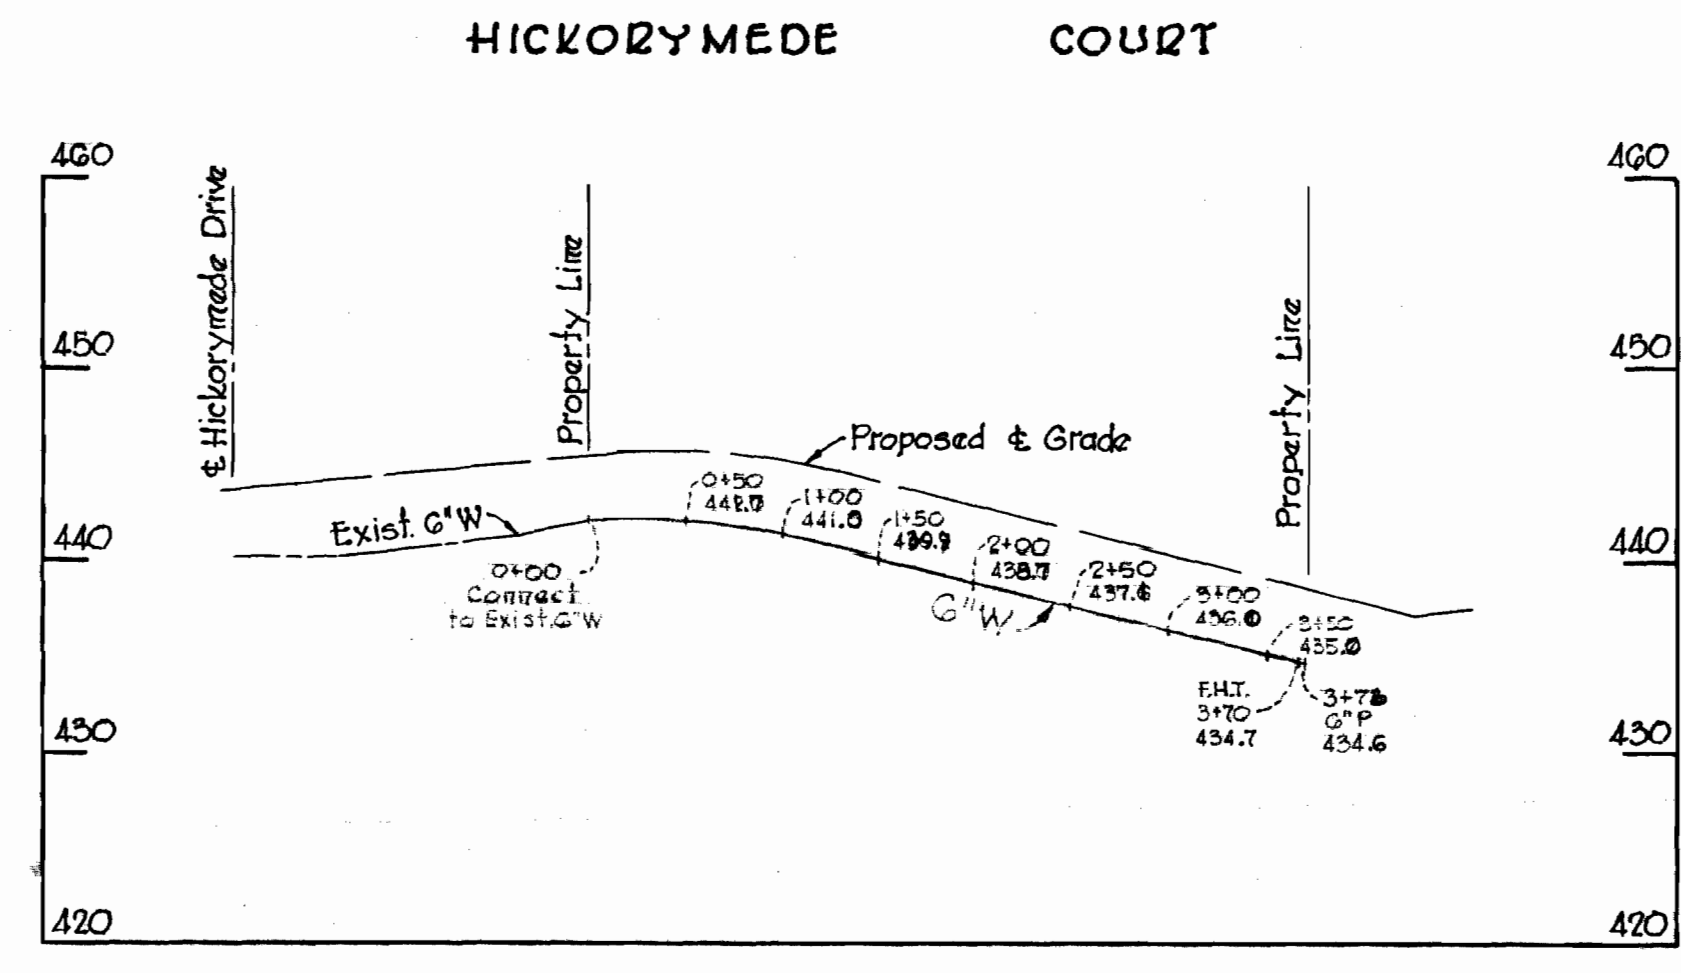 HICKORYMEDE COURT
460
460
450
450
440
440
430
430
420
420
℄ Hickorymede Drive
Property Line
Property Line
Proposed ℄ Grade
Exist. 6"W
0+00
Connect
to Exist. 6"W
0+50
1+00
441.0
1+50
2+00
2+50
3+00
3+50
435.0
6"W
F.H.T.
3+70
434.7
6"P
434.6